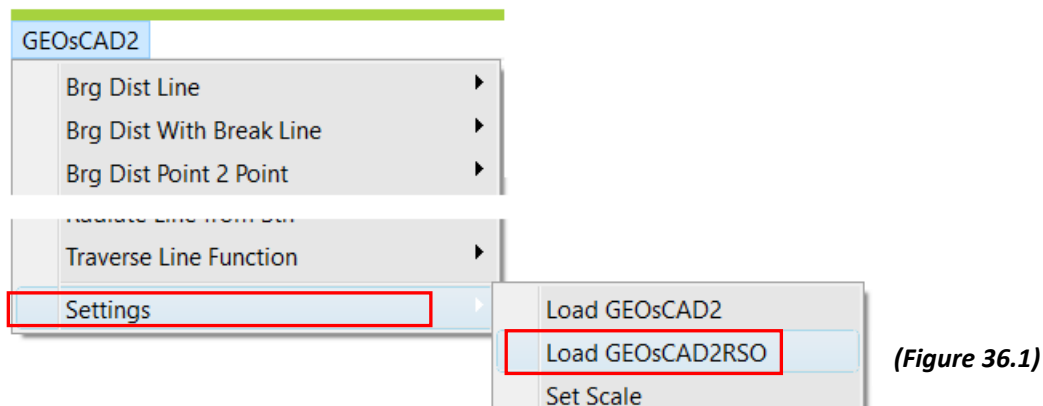 GEOsCAD2
Brg Dist Line
Brg Dist With Break Line
Brg Dist Point 2 Point
Traverse Line Function
Settings
Load GEOsCAD2
Load GEOsCAD2RSO
(Figure 36.1)
Set Scale